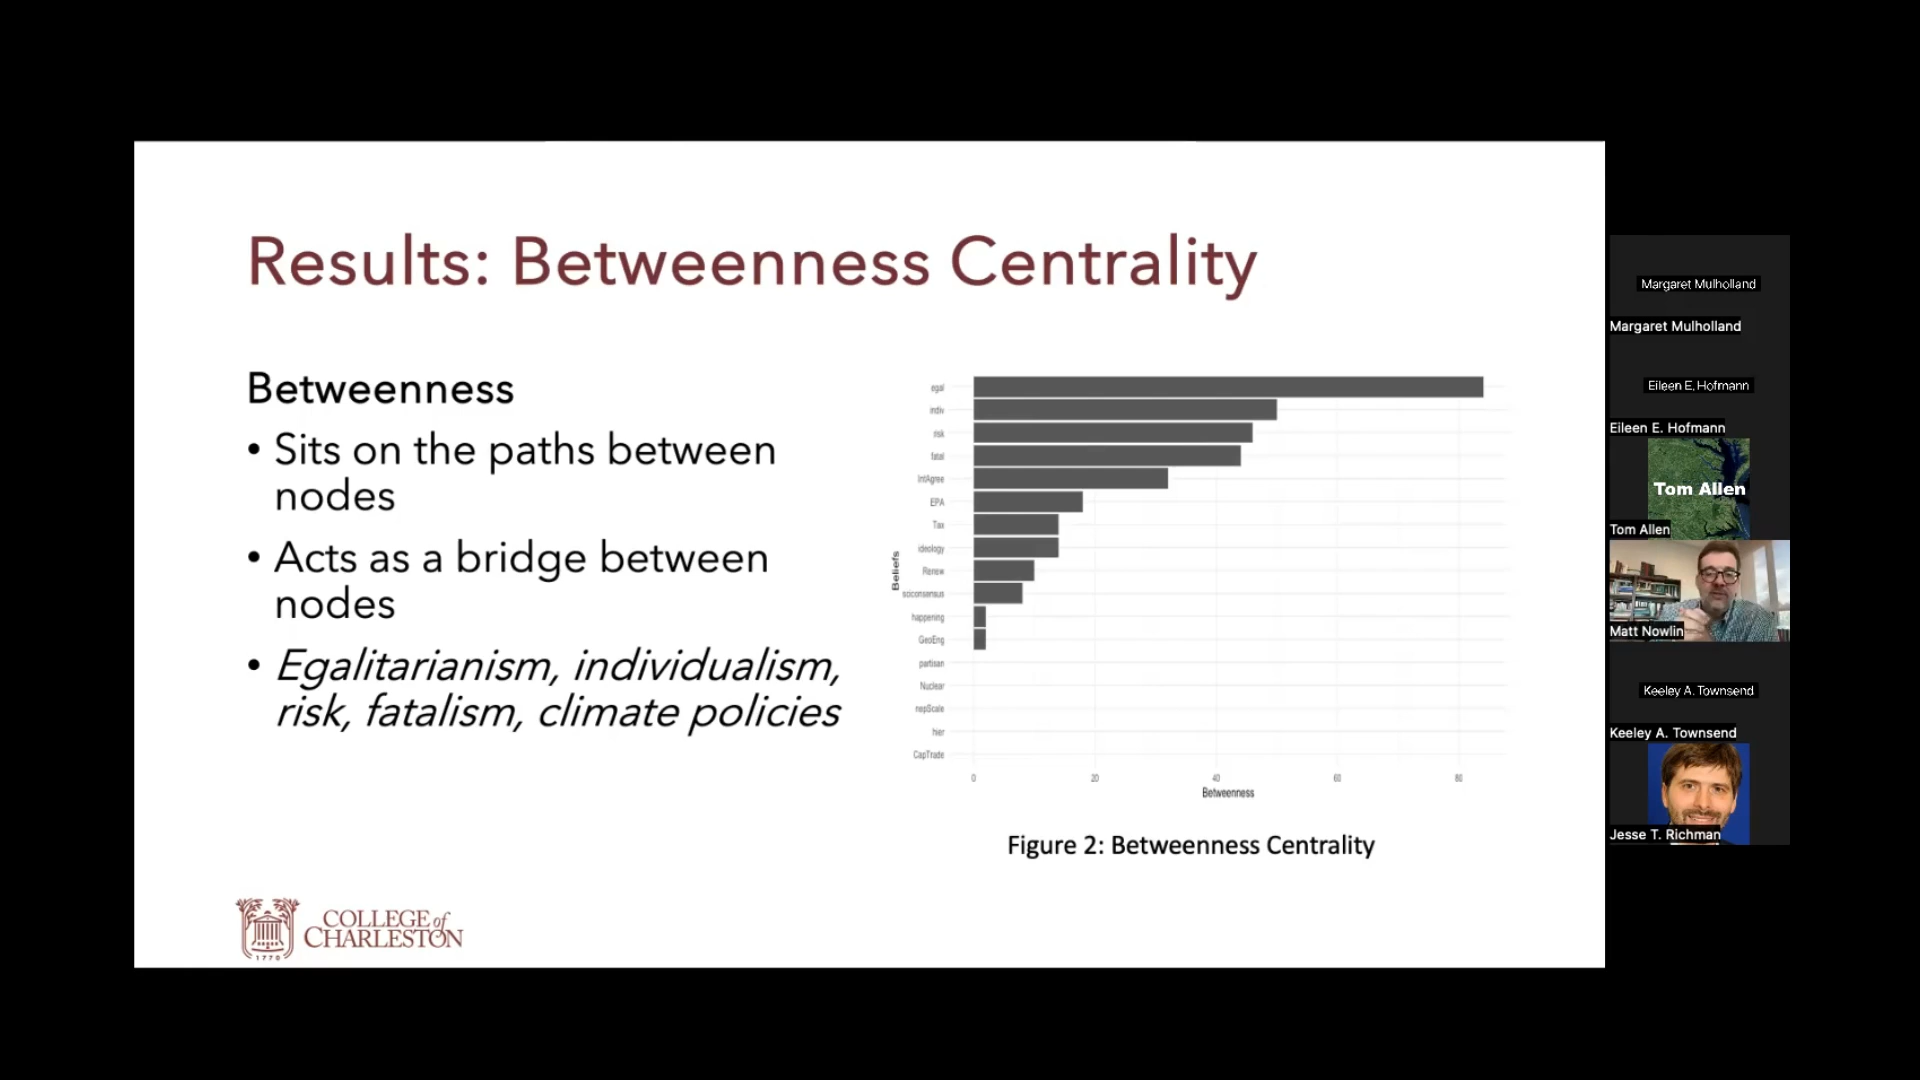 Results: Betweenness Centrality
Betweenness
• Sits on the paths between
nodes
• Acts as a bridge between
nodes
• Egalitarianism, individualism,
risk, fatalism, climate policies
Beliefs
egal
indiv
risk
fatal
IntAgree
EPA
Tax
ideology
Renew
sciconsensus
happening
GeoEng
partisan
Nuclear
nepScale
hier
CapTrade
0 20 40 60 80
Betweenness
Figure 2: Betweenness Centrality
COLLEGE of
CHARLESTON
1770
Margaret Mulholland
Margaret Mulholland
Eileen E. Hofmann
Eileen E. Hofmann
Tom Allen
Tom Allen
Matt Nowlin
Keeley A. Townsend
Keeley A. Townsend
Jesse T. Richman